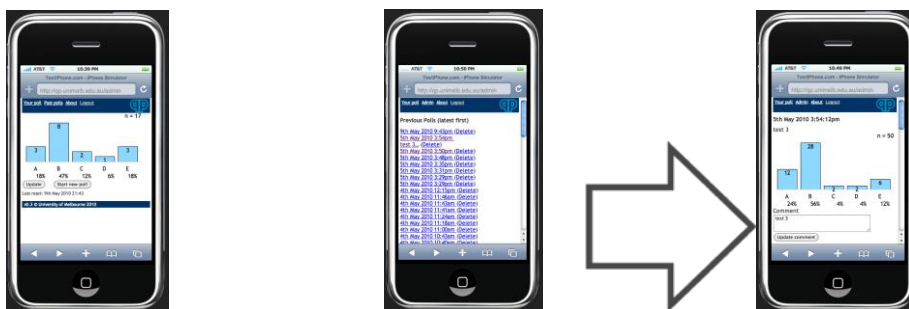 AT&T 10:39 PM
TestiPhone.com - iPhone Simulator
http://qp.unimelb.edu.au/admin
Your poll Past polls About Logout
n = 17
3 8 2 1 3
A B C D E
18% 47% 12% 6% 18%
Update Start new poll
Last reset: 9th May 2010 21:43
v0.2 © University of Melbourne 2010
AT&T 10:50 PM
TestiPhone.com - iPhone Simulator
http://qp.unimelb.edu.au/admin
Your poll Admin About Logout
Previous Polls (latest first)
9th May 2010 9:43pm (Delete)
5th May 2010 3:54pm
test 3... (Delete)
5th May 2010 3:50pm (Delete)
5th May 2010 3:48pm (Delete)
5th May 2010 3:35pm (Delete)
5th May 2010 3:31pm (Delete)
5th May 2010 3:29pm (Delete)
5th May 2010 3:29pm (Delete)
4th May 2010 12:15pm (Delete)
4th May 2010 11:46am (Delete)
4th May 2010 11:43am (Delete)
4th May 2010 11:41am (Delete)
4th May 2010 11:24am (Delete)
4th May 2010 11:18am (Delete)
4th May 2010 11:00am (Delete)
4th May 2010 10:43am (Delete)
4th May 2010 10:40am (Delete)
AT&T 10:49 PM
TestiPhone.com - iPhone Simulator
http://qp.unimelb.edu.au/admin
Your poll Admin About Logout
5th May 2010 3:54:12pm
test 3
n = 50
12 28 2 2 6
A B C D E
24% 56% 4% 4% 12%
Comment
test 3
Update comment